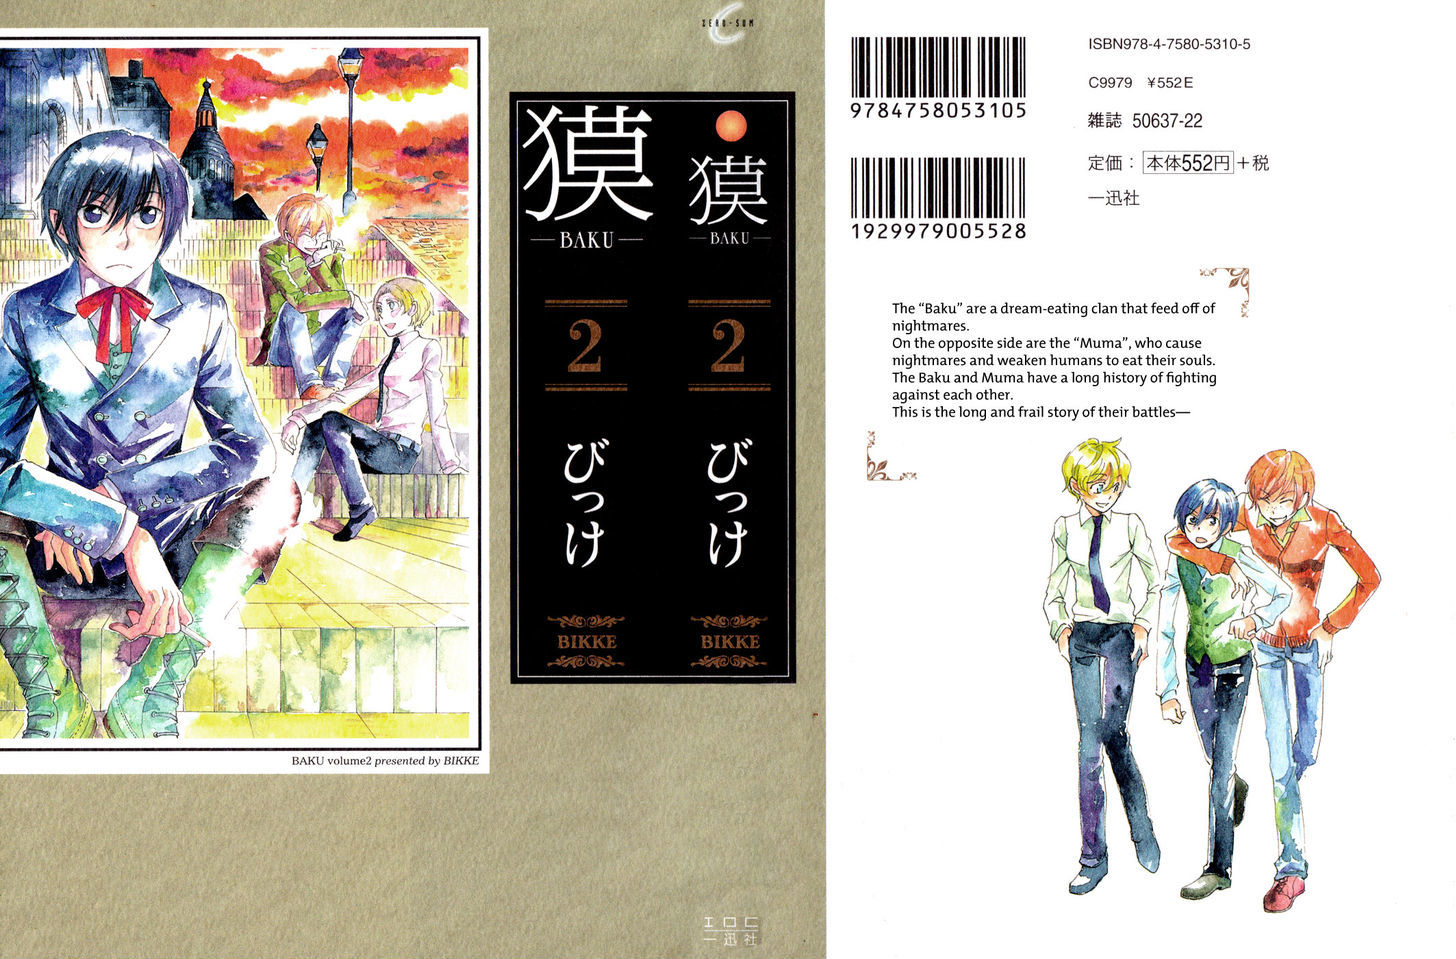 ZERO-SUM
獏
BAKU
2
びっけ
BIKKE
獏
BAKU
2
びっけ
BIKKE
BAKU volume2 presented by BIKKE
IDC
一迅社
9784758053105
1929979005528
ISBN978-4-7580-5310-5
C9979 ¥552E
雑誌 50637-22
定価：本体552円＋税
一迅社
The “Baku” are a dream-eating clan that feed off of
nightmares.
On the opposite side are the “Muma”, who cause
nightmares and weaken humans to eat their souls.
The Baku and Muma have a long history of fighting
against each other.
This is the long and frail story of their battles—